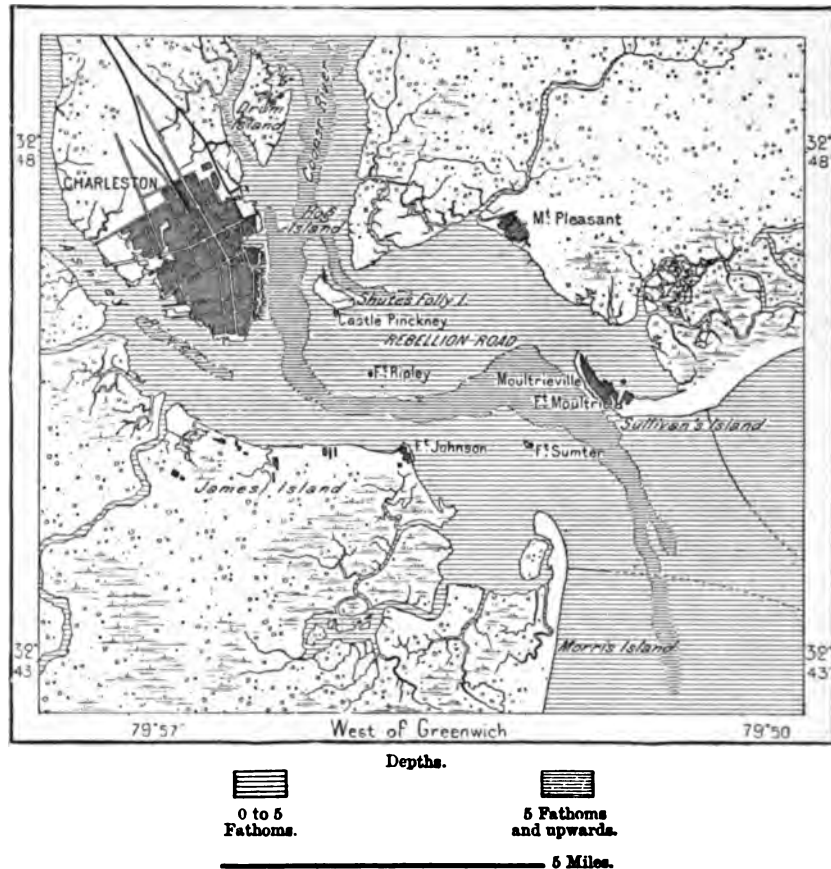 32°
48'
32°
48'
Drum
Island
Cooper River
CHARLESTON
Hog
Island
Mt Pleasant
Ashley
River
Shutes Folly I.
Castle Pinckney
REBELLION-ROAD
Ft Ripley
Moultrieville
Ft Moultrie
Sullivan's Island
Ft Johnson
Ft Sumter
James Island
Morris Island
32°
43'
32°
43'
79°57'
West of Greenwich
79°50
Depths.
0 to 5
Fathoms.
5 Fathoms
and upwards.
5 Miles.